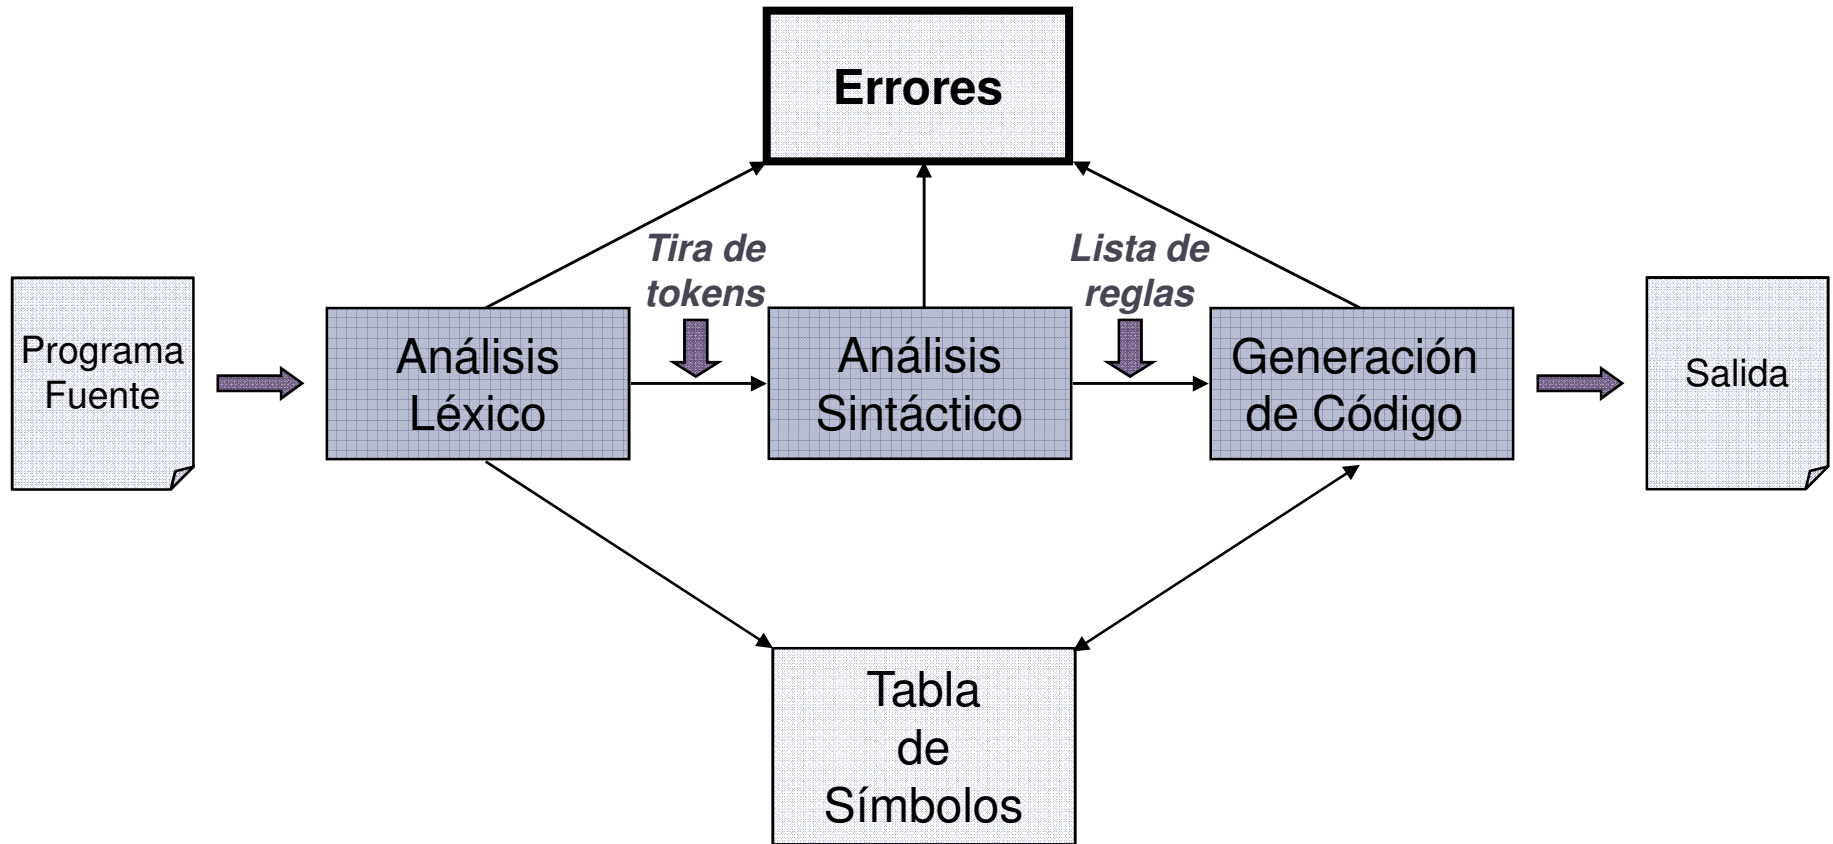 Errores
Tira de
tokens
Lista de
reglas
Programa
Fuente
Análisis
Léxico
Análisis
Sintáctico
Generación
de Código
Salida
Tabla
de
Símbolos